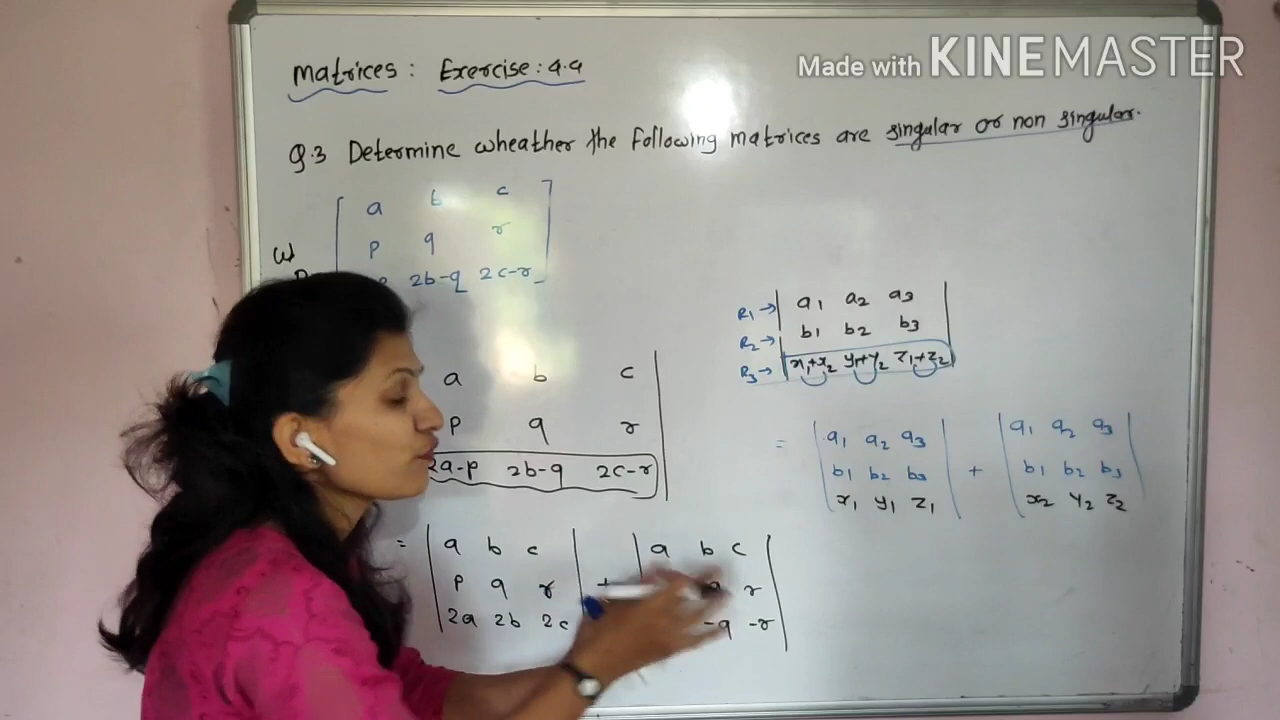 Made with KINEMASTER
Matrices : Exercise : 4.4
Q.3 Determine wheather the following matrices are singular or non singular.
a b c
p q r
2b-q 2c-r
R1 → a1 a2 a3
R2 → b1 b2 b3
R3 → x1+x2 y1+y2 z1+z2
a b c
p q r
2a-p 2b-q 2c-r
= | a1 a2 a3 | + | a1 a2 a3 |
| b1 b2 b3 | | b1 b2 b3 |
| x1 y1 z1 | | x2 y2 z2 |
= | a b c | + | a b c |
| p q r | q r |
| 2a 2b 2c -q -r |